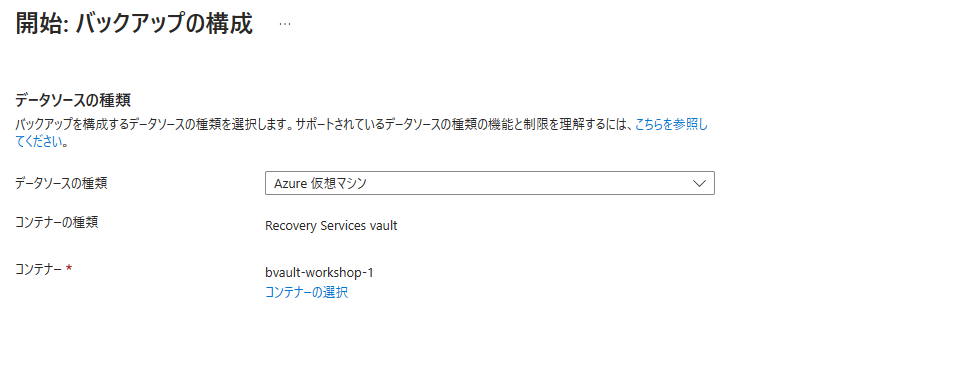 開始: バックアップの構成 …
データソースの種類
バックアップを構成するデータソースの種類を選択します。サポートされているデータソースの種類の機能と制限を理解するには、こちらを参照し
てください。
データソースの種類 Azure 仮想マシン
コンテナーの種類 Recovery Services vault
コンテナー * bvault-workshop-1
コンテナーの選択